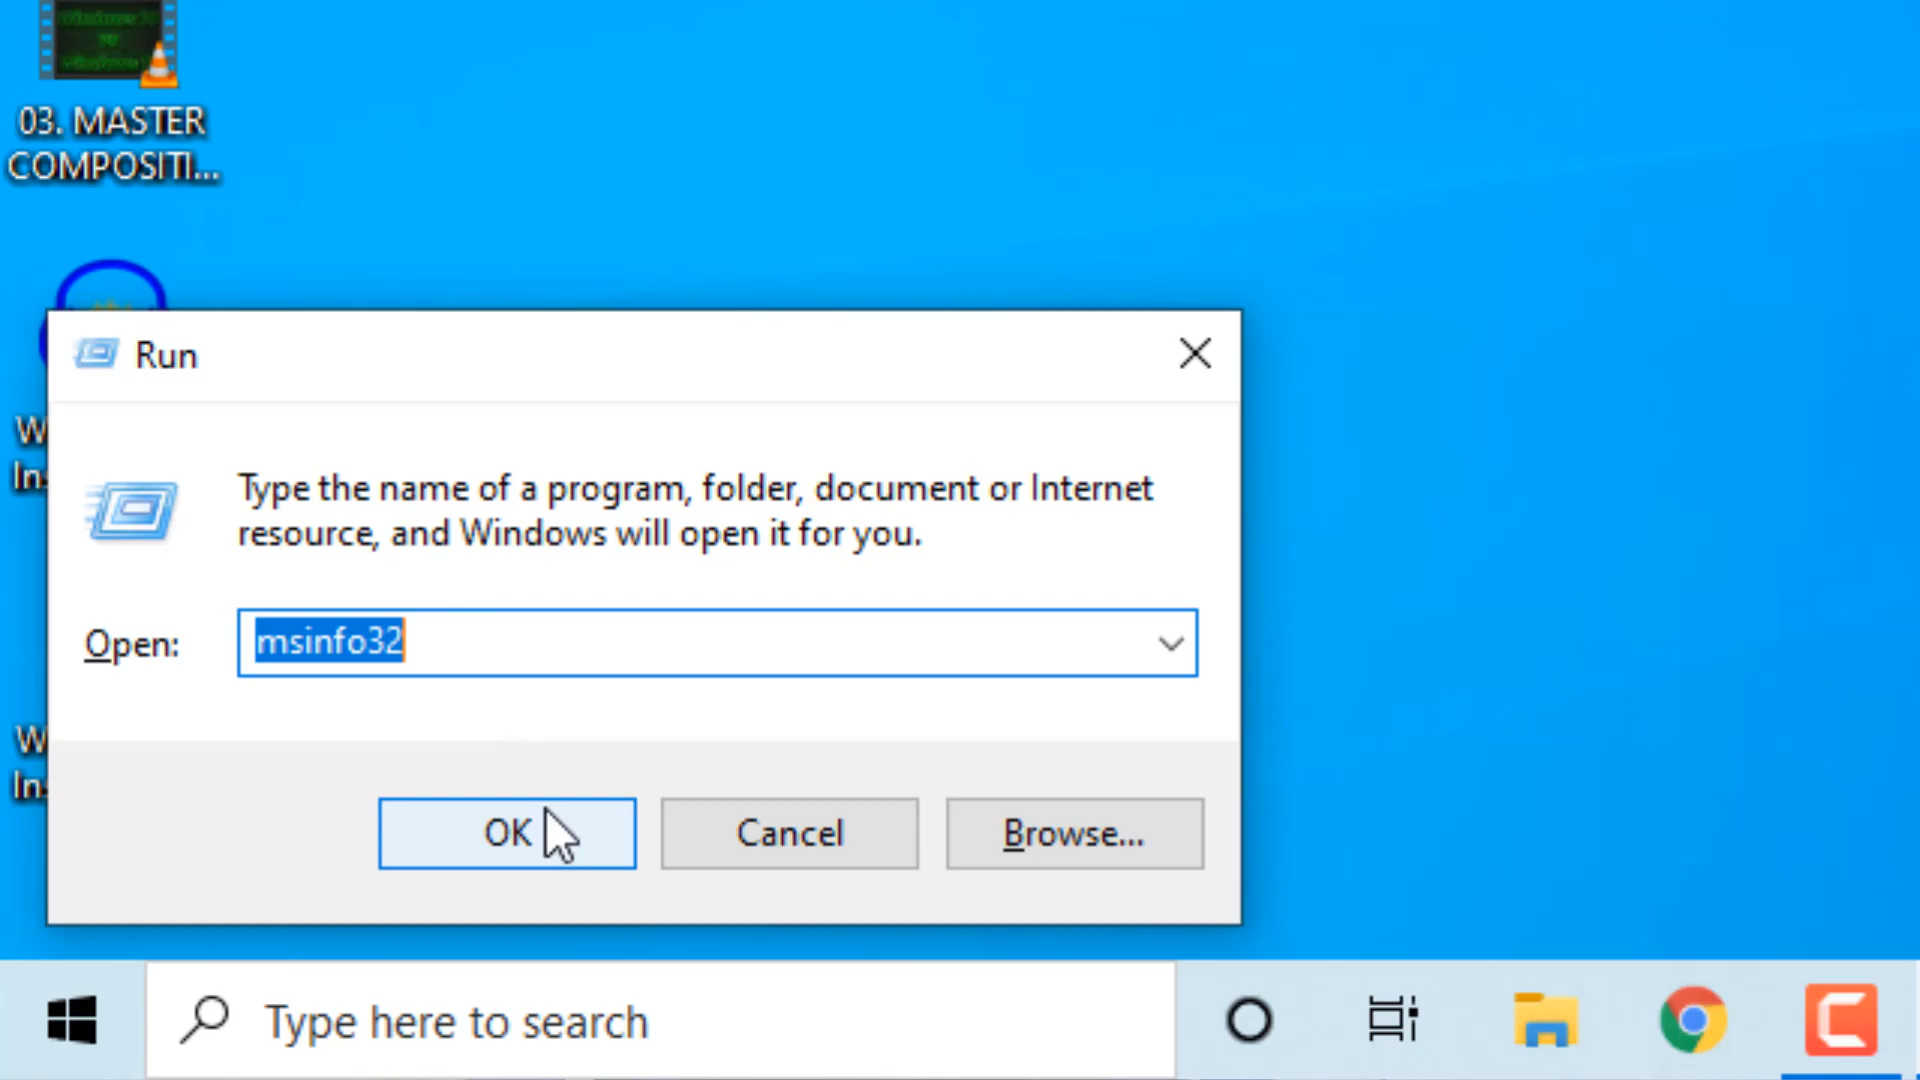 03. MASTER
COMPOSITI...
Run
Type the name of a program, folder, document or Internet
resource, and Windows will open it for you.
Open:
msinfo32
OK
Cancel
Browse...
Type here to search